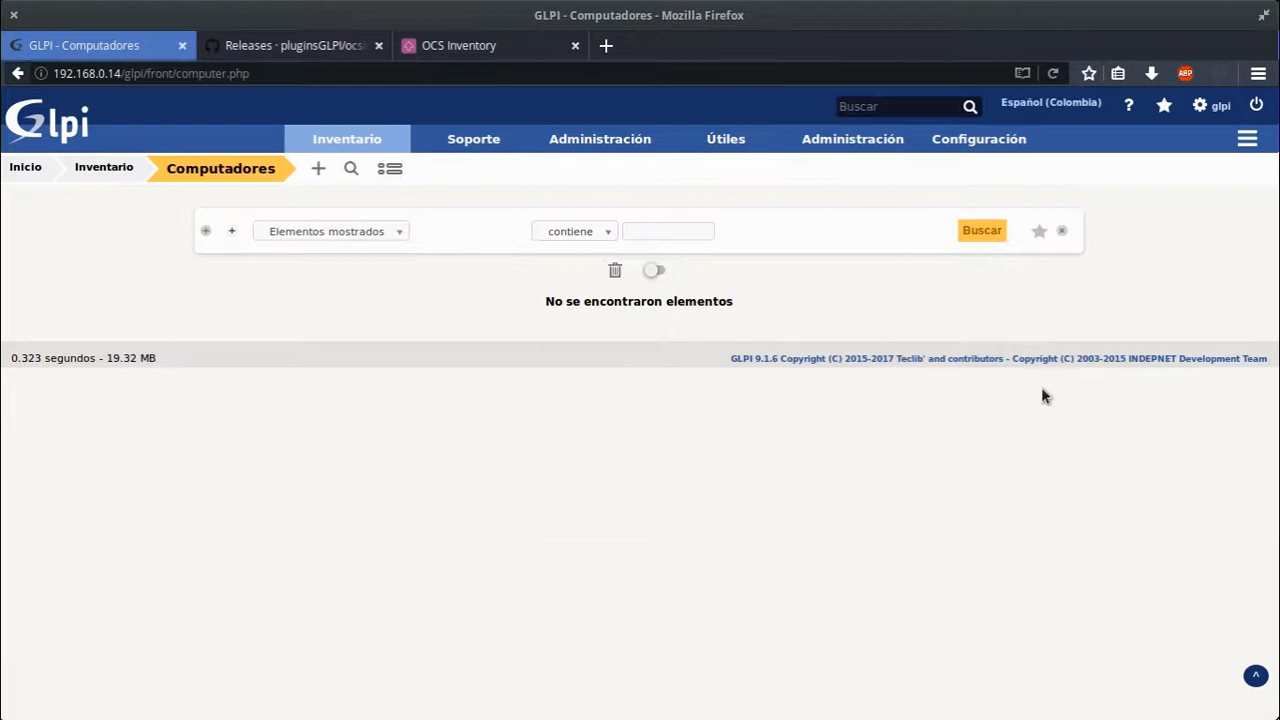 GLPI - Computadores - Mozilla Firefox
GLPI - Computadores
Releases · pluginsGLPI/ocsi
OCS Inventory
192.168.0.14/glpi/front/computer.php
ABP
Glpi
Buscar
Español (Colombia)
?
glpi
Inventario
Soporte
Administración
Útiles
Administración
Configuración
Inicio
Inventario
Computadores
Elementos mostrados
contiene
Buscar
No se encontraron elementos
0.323 segundos - 19.32 MB
GLPI 9.1.6 Copyright (C) 2015-2017 Teclib' and contributors - Copyright (C) 2003-2015 INDEPNET Development Team